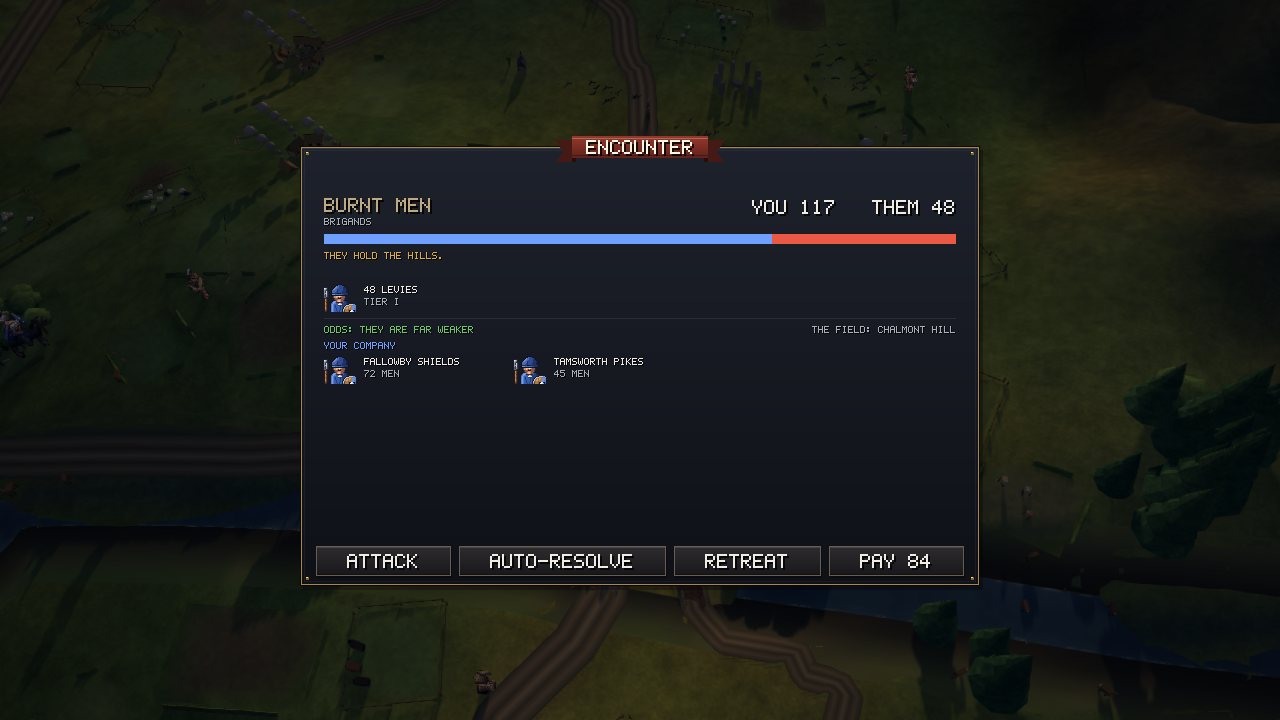 ENCOUNTER
BURNT MEN
YOU 117 THEM 48
BRIGANDS
THEY HOLD THE HILLS.
48 LEVIES
TIER I
ODDS: THEY ARE FAR WEAKER
THE FIELD: CHALMONT HILL
YOUR COMPANY
FALLOWBY SHIELDS
72 MEN
TAMSWORTH PIKES
45 MEN
ATTACK
AUTO-RESOLVE
RETREAT
PAY 84